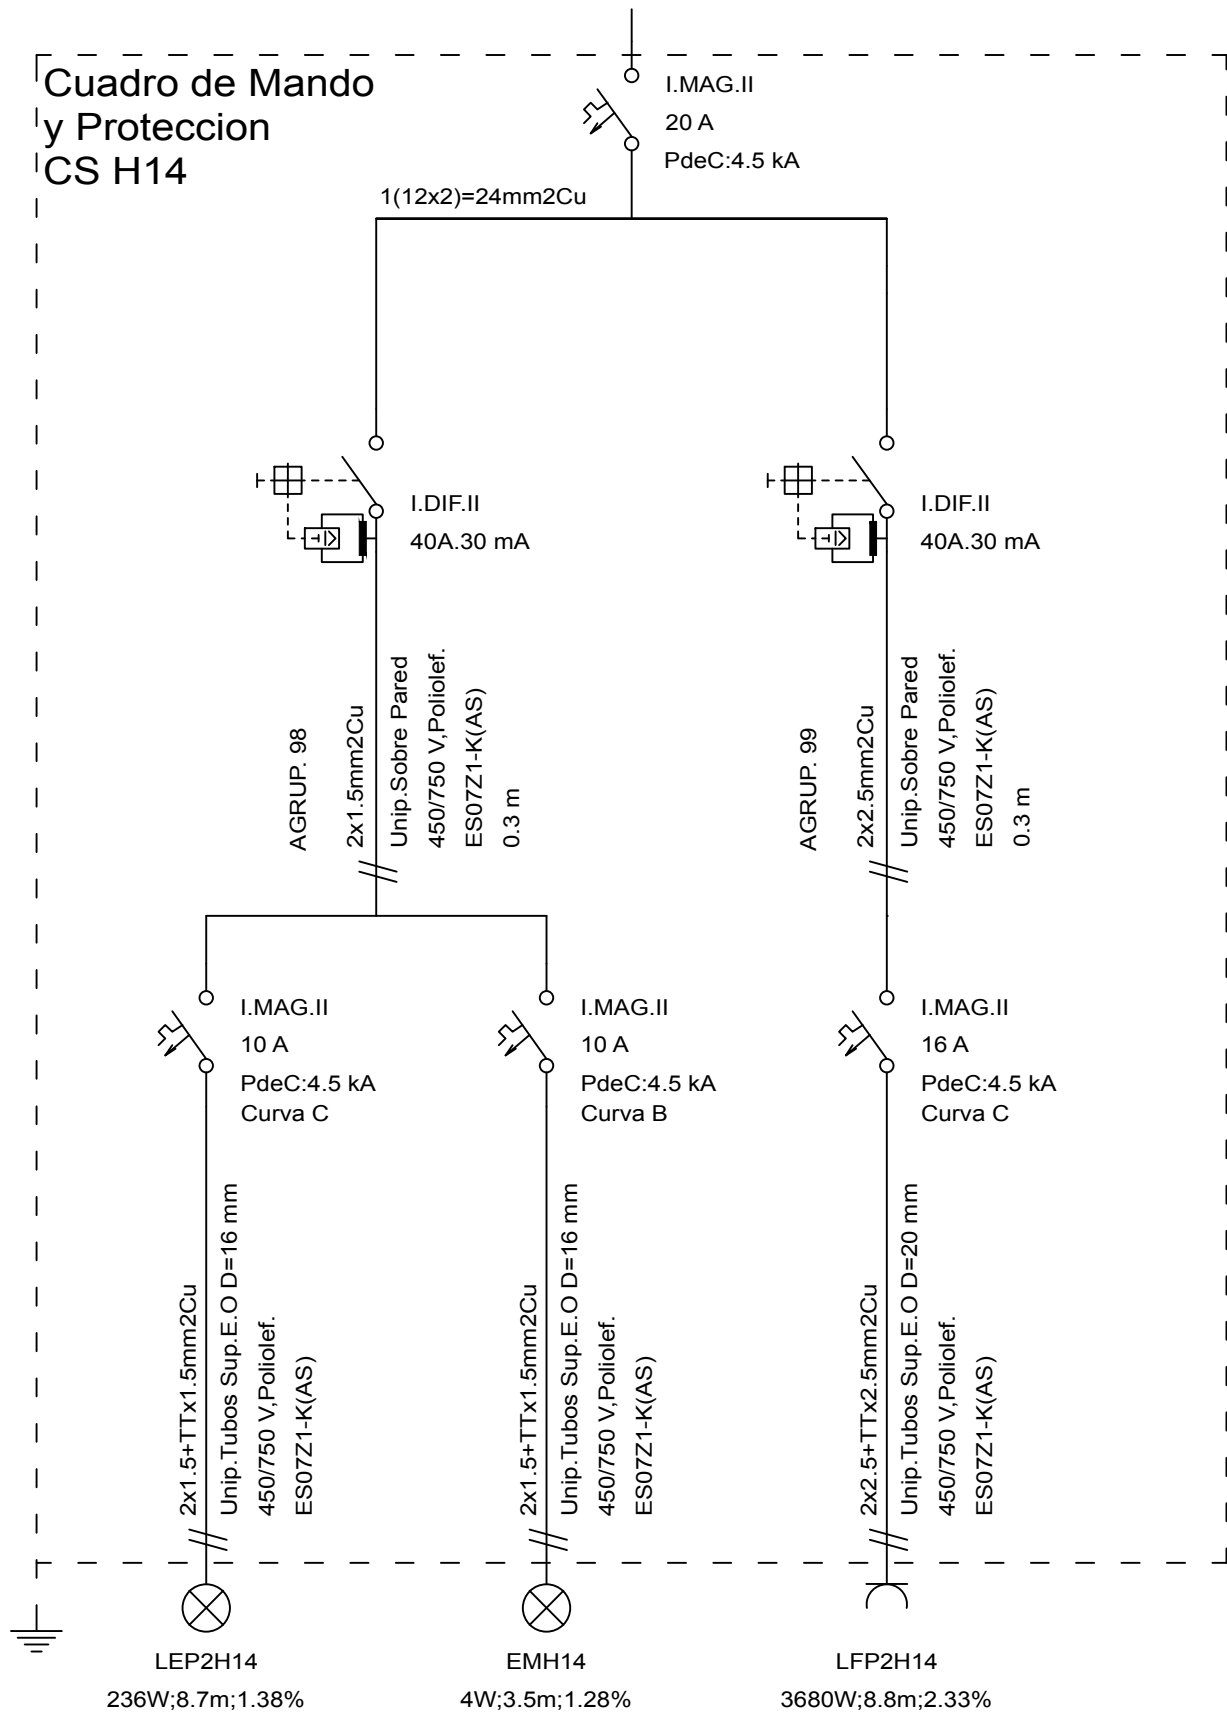 Cuadro de Mando
y Proteccion
CS H14
I.MAG.II
20 A
PdeC:4.5 kA
1(12x2)=24mm2Cu
I.DIF.II
40A.30 mA
I.DIF.II
40A.30 mA
AGRUP. 98
2x1.5mm2Cu
Unip.Sobre Pared
450/750 V,Poliolef.
ES07Z1-K(AS)
0.3 m
AGRUP. 99
2x2.5mm2Cu
Unip.Sobre Pared
450/750 V,Poliolef.
ES07Z1-K(AS)
0.3 m
I.MAG.II
10 A
PdeC:4.5 kA
Curva C
I.MAG.II
10 A
PdeC:4.5 kA
Curva B
I.MAG.II
16 A
PdeC:4.5 kA
Curva C
2x1.5+TTx1.5mm2Cu
Unip.Tubos Sup.E.O D=16 mm
450/750 V,Poliolef.
ES07Z1-K(AS)
2x1.5+TTx1.5mm2Cu
Unip.Tubos Sup.E.O D=16 mm
450/750 V,Poliolef.
ES07Z1-K(AS)
2x2.5+TTx2.5mm2Cu
Unip.Tubos Sup.E.O D=20 mm
450/750 V,Poliolef.
ES07Z1-K(AS)
LEP2H14
236W;8.7m;1.38%
EMH14
4W;3.5m;1.28%
LFP2H14
3680W;8.8m;2.33%